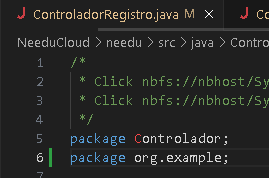 ControladorRegistro.java M
NeeduCloud > needu > src > java > Contro
1 /*
2 * Click nbfs://nbhost/Sy
3 * Click nbfs://nbhost/Sy
4 */
5 package Controlador;
6 package org.example;